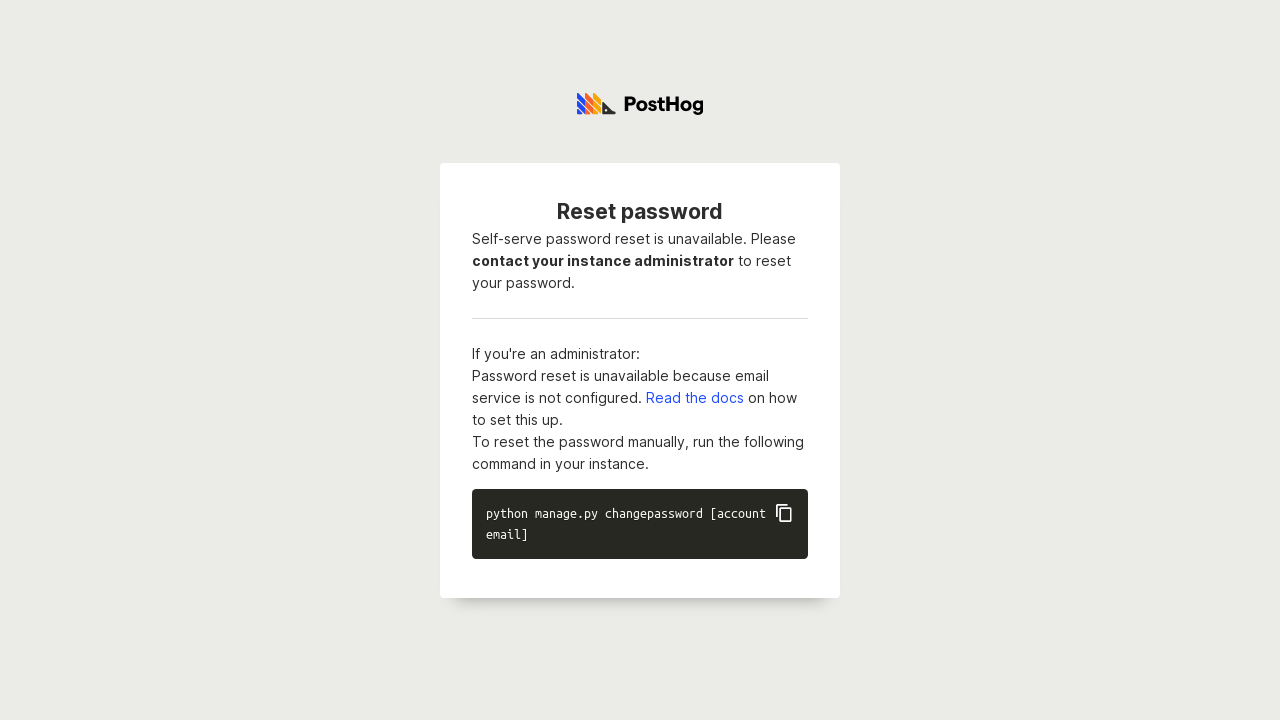 PostHog
Reset password
Self-serve password reset is unavailable. Please
contact your instance administrator to reset
your password.
If you're an administrator:
Password reset is unavailable because email
service is not configured. Read the docs on how
to set this up.
To reset the password manually, run the following
command in your instance.
python manage.py changepassword [account
email]